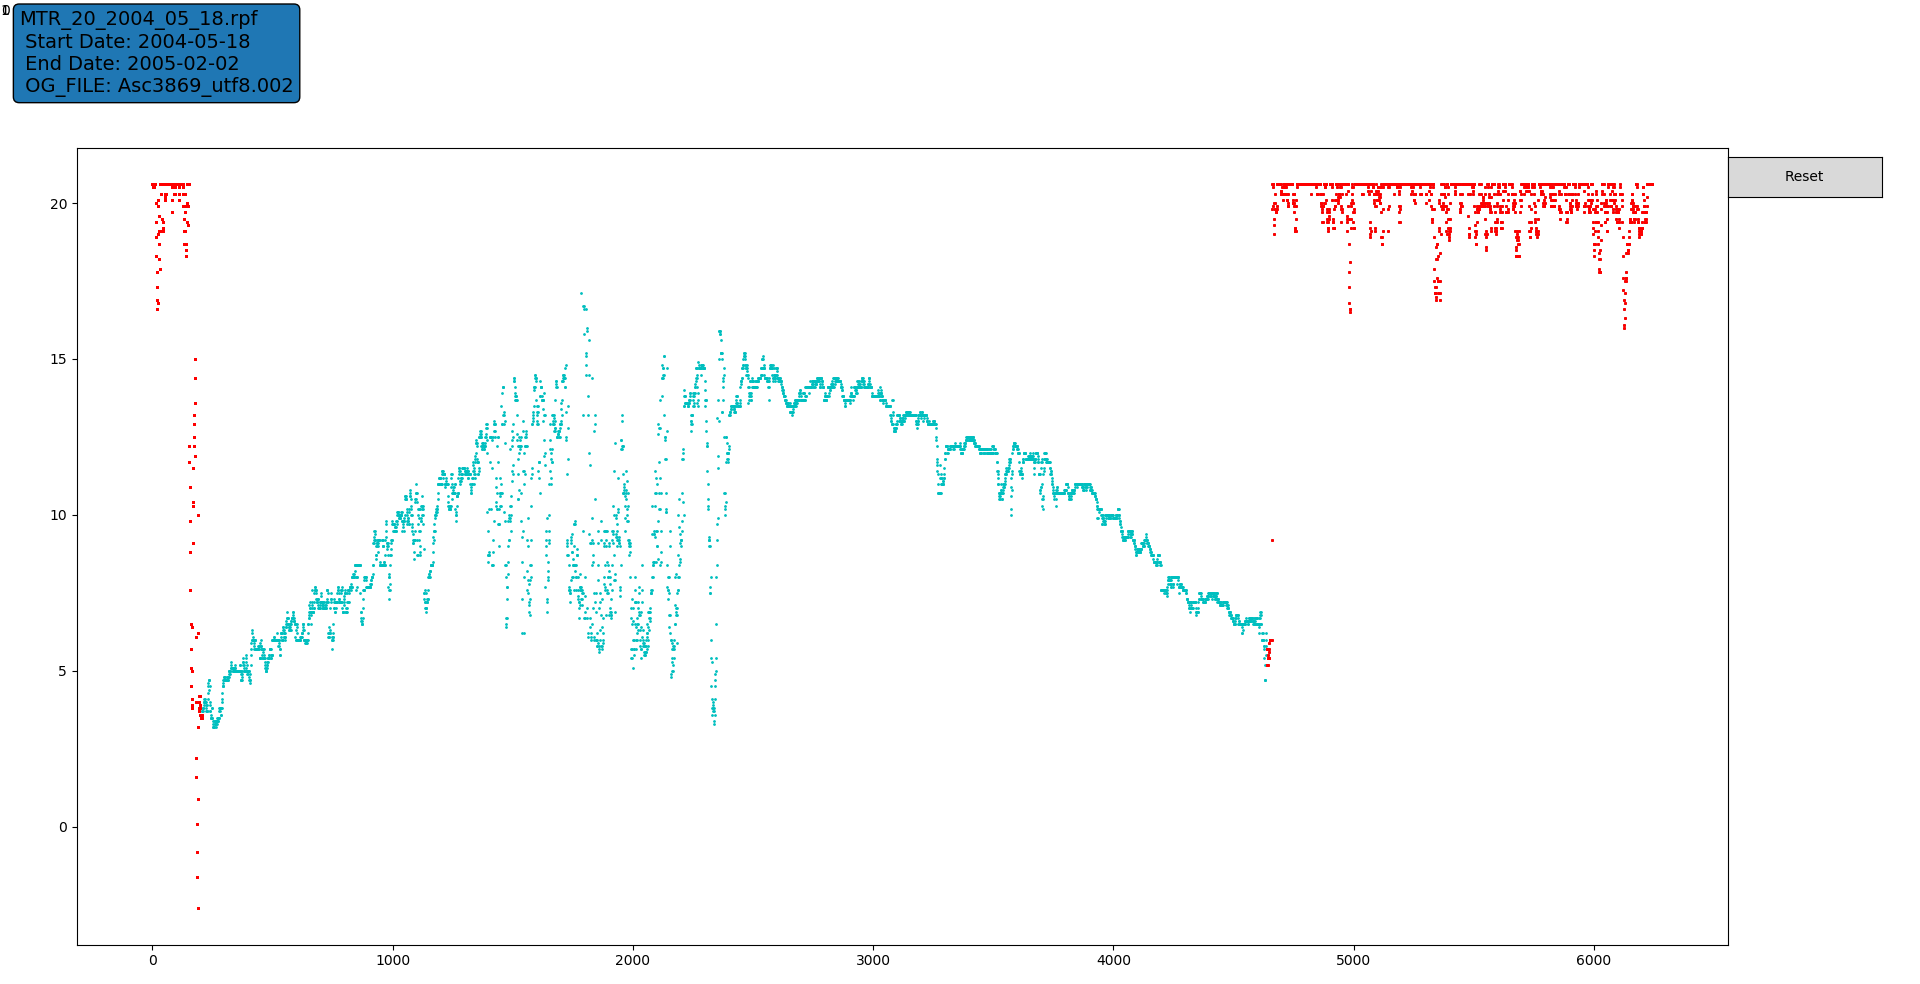 MTR_20_2004_05_18.rpf
Start Date: 2004-05-18
End Date: 2005-02-02
OG_FILE: Asc3869_utf8.002
Reset
20
15
10
5
0
0 1000 2000 3000 4000 5000 6000